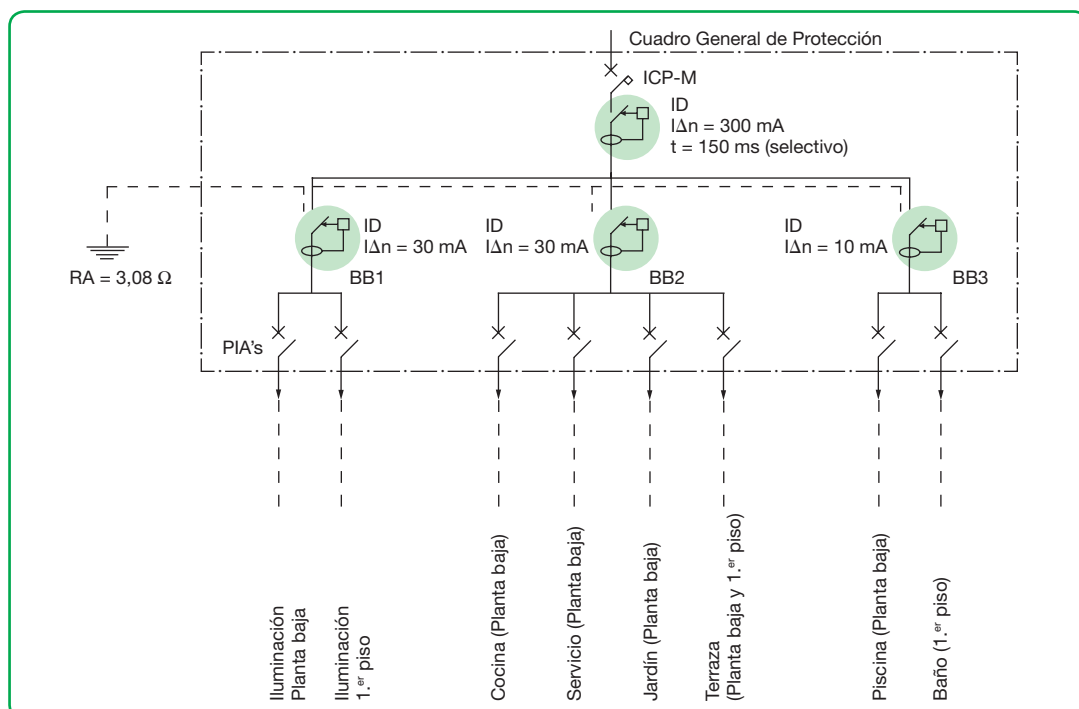 Cuadro General de Protección
ICP-M
ID
IΔn = 300 mA
t = 150 ms (selectivo)
ID
IΔn = 30 mA
ID
IΔn = 30 mA
ID
IΔn = 10 mA
RA = 3,08 Ω
BB1
BB2
BB3
PIA's
Iluminación
Planta baja
Iluminación
1.er piso
Cocina (Planta baja)
Servicio (Planta baja)
Jardín (Planta baja)
Terraza
(Planta baja y 1.er piso)
Piscina (Planta baja)
Baño (1.er piso)